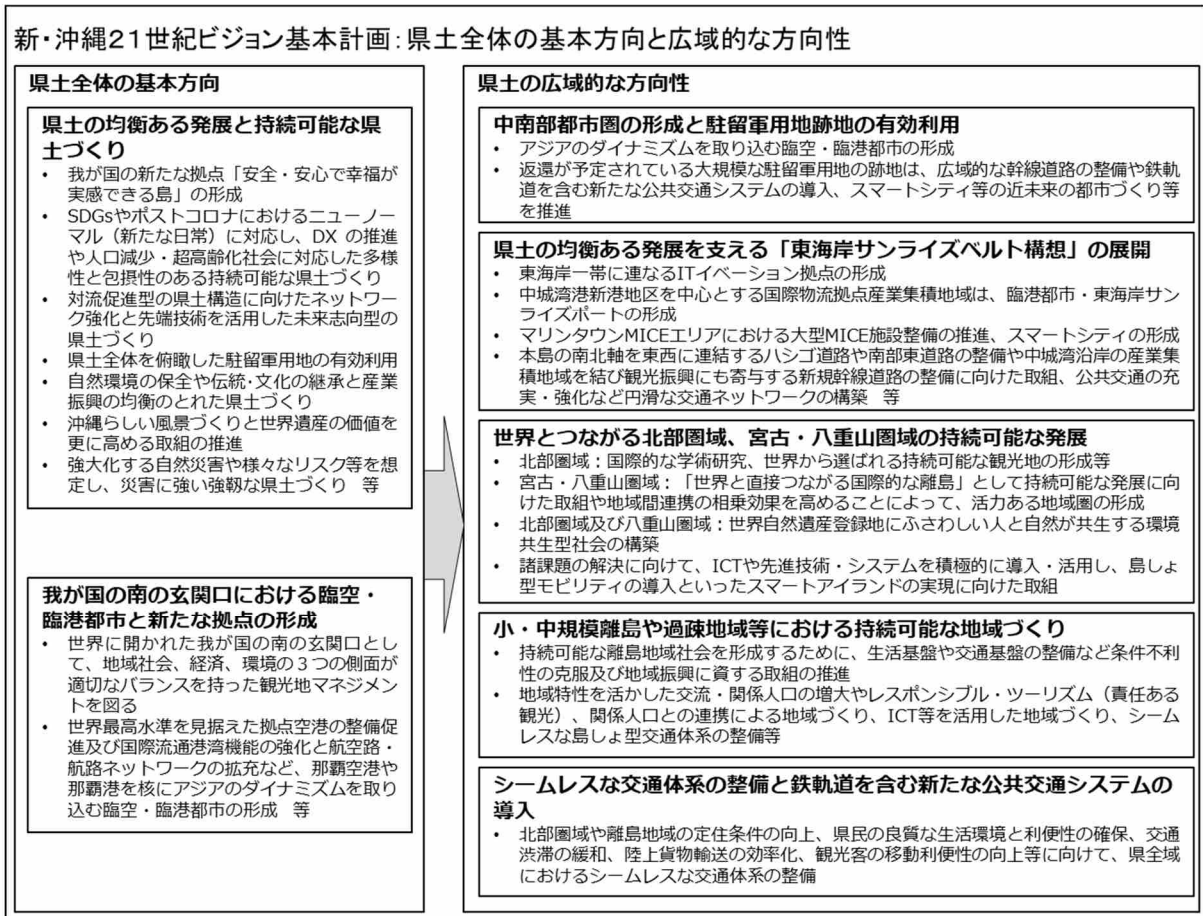 新・沖縄２１世紀ビジョン基本計画：県土全体の基本方向と広域的な方向性
県土全体の基本方向
県土の均衡ある発展と持続可能な県
土づくり
• 我が国の新たな拠点「安全・安心で幸福が
実感できる島」の形成
• SDGsやポストコロナにおけるニューノー
マル（新たな日常）に対応し、DX の推進
や人口減少・超高齢化社会に対応した多様
性と包摂性のある持続可能な県土づくり
• 対流促進型の県土構造に向けたネットワー
ク強化と先端技術を活用した未来志向型の
県土づくり
• 県土全体を俯瞰した駐留軍用地の有効利用
• 自然環境の保全や伝統・文化の継承と産業
振興の均衡のとれた県土づくり
• 沖縄らしい風景づくりと世界遺産の価値を
更に高める取組の推進
• 強大化する自然災害や様々なリスク等を想
定し、災害に強い強靱な県土づくり　等
我が国の南の玄関口における臨空・
臨港都市と新たな拠点の形成
• 世界に開かれた我が国の南の玄関口とし
て、地域社会、経済、環境の３つの側面が
適切なバランスを持った観光地マネジメン
トを図る
• 世界最高水準を見据えた拠点空港の整備促
進及び国際流通港湾機能の強化と航空路・
航路ネットワークの拡充など、那覇空港や
那覇港を核にアジアのダイナミズムを取り
込む臨空・臨港都市の形成　等
県土の広域的な方向性
中南部都市圏の形成と駐留軍用地跡地の有効利用
• アジアのダイナミズムを取り込む臨空・臨港都市の形成
• 返還が予定されている大規模な駐留軍用地の跡地は、広域的な幹線道路の整備や鉄軌
道を含む新たな公共交通システムの導入、スマートシティ等の近未来の都市づくり等
を推進
県土の均衡ある発展を支える「東海岸サンライズベルト構想」の展開
• 東海岸一帯に連なるITイベーション拠点の形成
• 中城湾港新港地区を中心とする国際物流拠点産業集積地域は、臨港都市・東海岸サン
ライズポートの形成
• マリンタウンMICEエリアにおける大型MICE施設整備の推進、スマートシティの形成
• 本島の南北軸を東西に連結するハシゴ道路や南部東道路の整備や中城湾沿岸の産業集
積地域を結び観光振興にも寄与する新規幹線道路の整備に向けた取組、公共交通の充
実・強化など円滑な交通ネットワークの構築　等
世界とつながる北部圏域、宮古・八重山圏域の持続可能な発展
• 北部圏域：国際的な学術研究、世界から選ばれる持続可能な観光地の形成等
• 宮古・八重山圏域：「世界と直接つながる国際的な離島」として持続可能な発展に向
けた取組や地域間連携の相乗効果を高めることによって、活力ある地域圏の形成
• 北部圏域及び八重山圏域：世界自然遺産登録地にふさわしい人と自然が共生する環境
共生型社会の構築
• 諸課題の解決に向けて、ICTや先進技術・システムを積極的に導入・活用し、島しょ
型モビリティの導入といったスマートアイランドの実現に向けた取組
小・中規模離島や過疎地域等における持続可能な地域づくり
• 持続可能な離島地域社会を形成するために、生活基盤や交通基盤の整備など条件不利
性の克服及び地域振興に資する取組の推進
• 地域特性を活かした交流・関係人口の増大やレスポンシブル・ツーリズム（責任ある
観光）、関係人口との連携による地域づくり、ICT等を活用した地域づくり、シーム
レスな島しょ型交通体系の整備等
シームレスな交通体系の整備と鉄軌道を含む新たな公共交通システムの
導入
• 北部圏域や離島地域の定住条件の向上、県民の良質な生活環境と利便性の確保、交通
渋滞の緩和、陸上貨物輸送の効率化、観光客の移動利便性の向上等に向けて、県全域
におけるシームレスな交通体系の整備